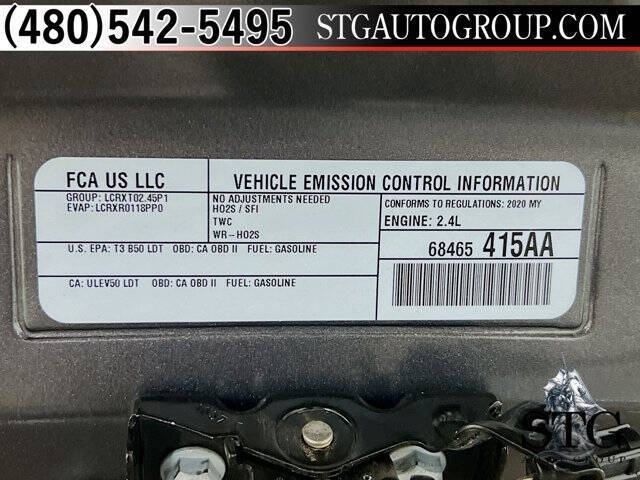 (480)542-5495 STGAUTOGROUP.COM
FCA US LLC
GROUP: LCRXT02.45P1
EVAP: LCRXR0118PP0
VEHICLE EMISSION CONTROL INFORMATION
NO ADJUSTMENTS NEEDED
HO2S / SFI
TWC
WR-HO2S
CONFORMS TO REGULATIONS: 2020 MY
ENGINE: 2.4L
U.S. EPA: T3 B50 LDT OBD: CA OBD II FUEL: GASOLINE
68465 415AA
CA: ULEV50 LDT OBD: CA OBD II FUEL: GASOLINE
STG